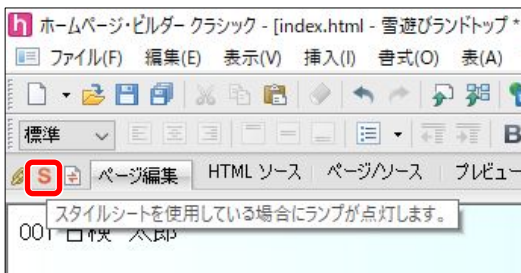 ホームページ・ビルダー クラシック - [index.html - 雪遊びランドトップ *
ファイル(F) 編集(E) 表示(V) 挿入(I) 書式(O) 表(A)
標準 B
S ページ編集 HTML ソース ページ/ソース プレビュー
スタイルシートを使用している場合にランプが点灯します。
001 日検 太郎